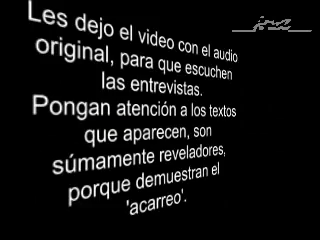 Les dejo el video con el audio
original, para que escuchen
las entrevistas.
Pongan atención a los textos
que aparecen, son
súmamente reveladores,
porque demuestran el
'acarreo'.